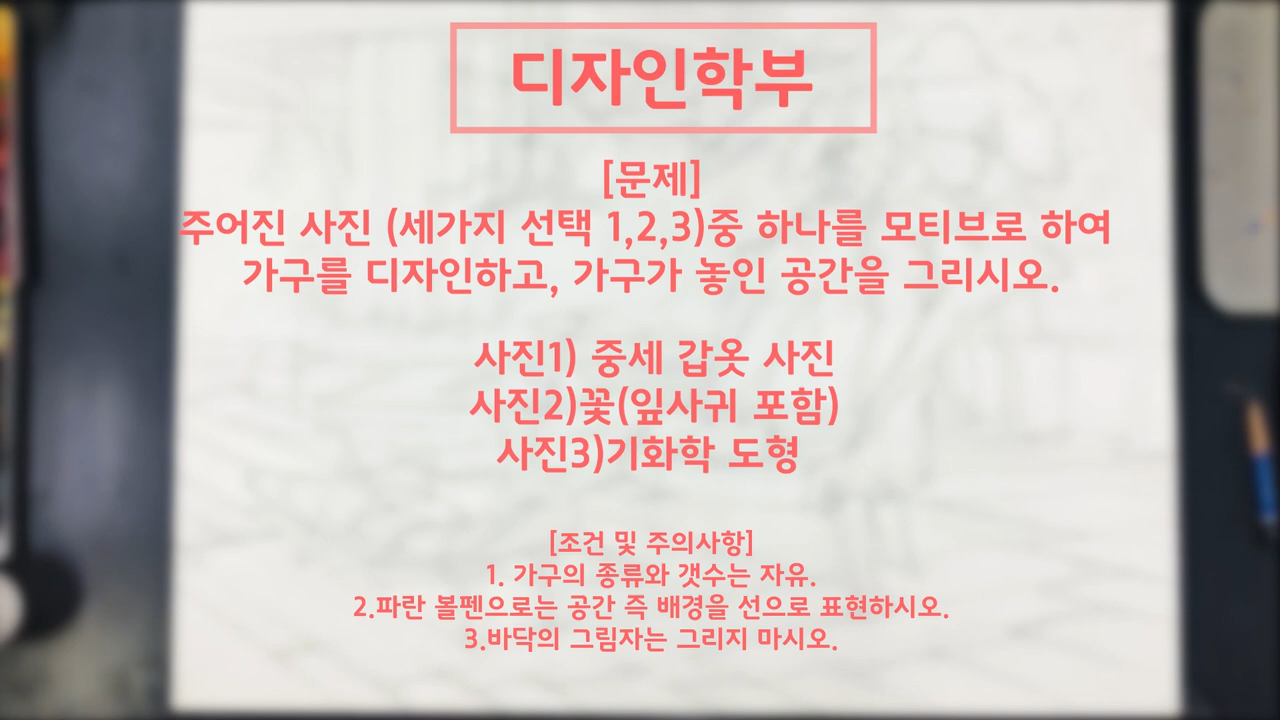 디자인학부
[문제]
주어진 사진 (세가지 선택 1,2,3)중 하나를 모티브로 하여
가구를 디자인하고, 가구가 놓인 공간을 그리시오.
사진1) 중세 갑옷 사진
사진2)꽃(잎사귀 포함)
사진3)기화학 도형
[조건 및 주의사항]
1. 가구의 종류와 갯수는 자유.
2.파란 볼펜으로는 공간 즉 배경을 선으로 표현하시오.
3.바닥의 그림자는 그리지 마시오.